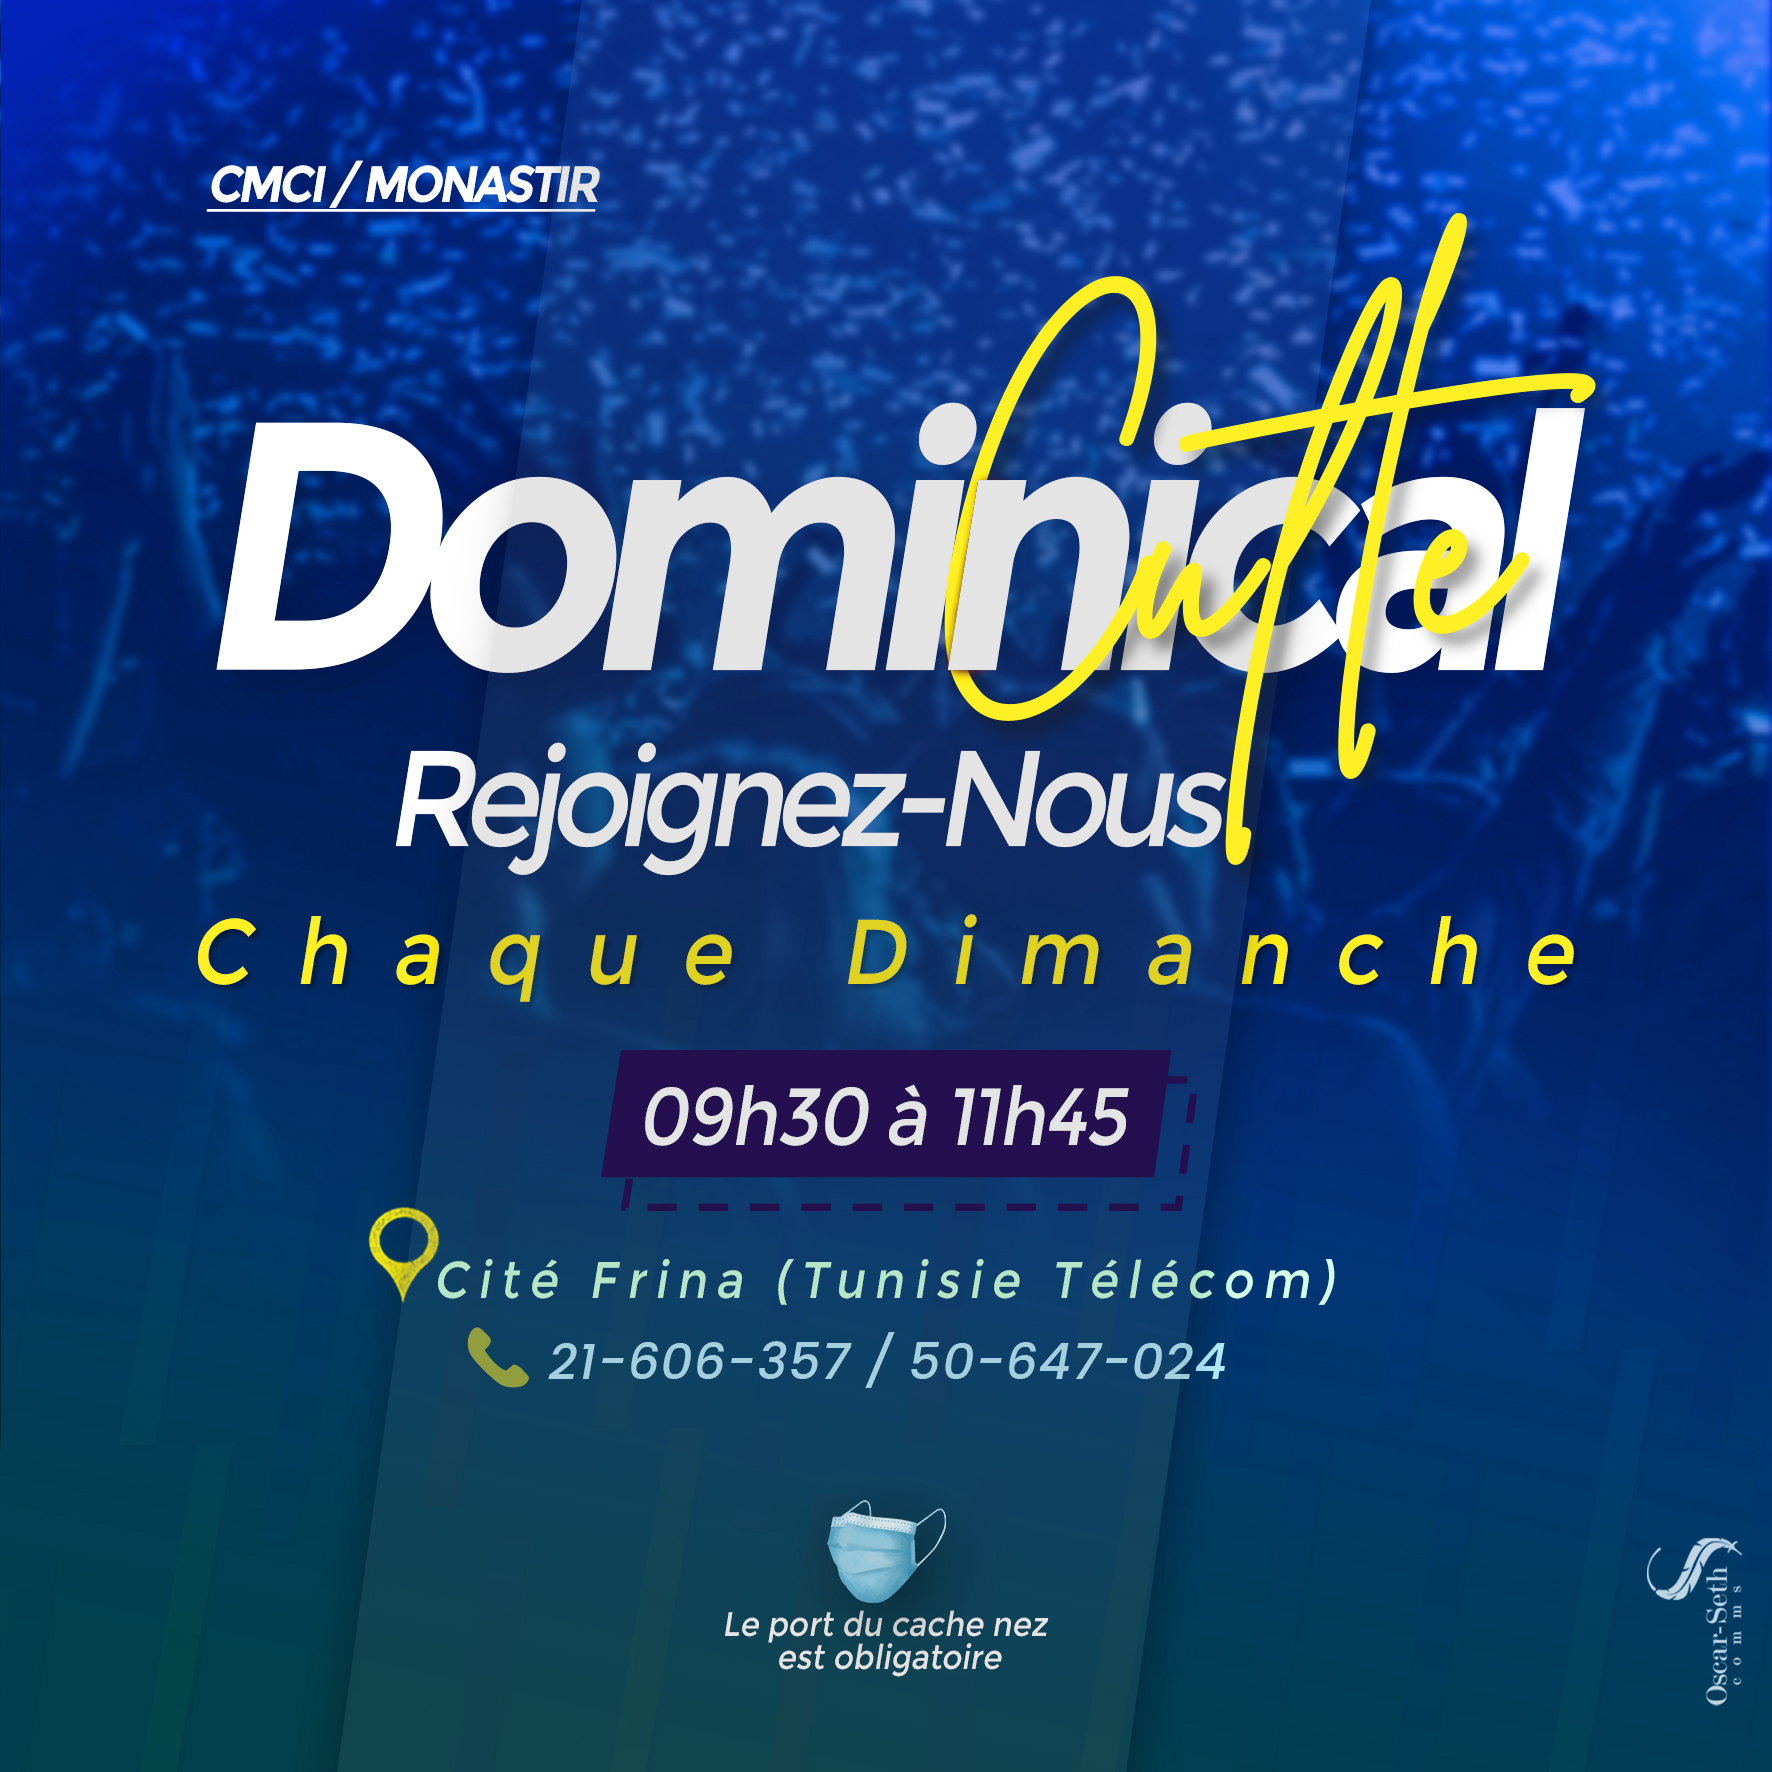 CMCI / MONASTIR
Culte
Dominical
Rejoignez-Nous
Chaque Dimanche
09h30 à 11h45
Cité Frina (Tunisie Télécom)
21-606-357 / 50-647-024
Le port du cache nez
est obligatoire
Oscar-Seth
comms